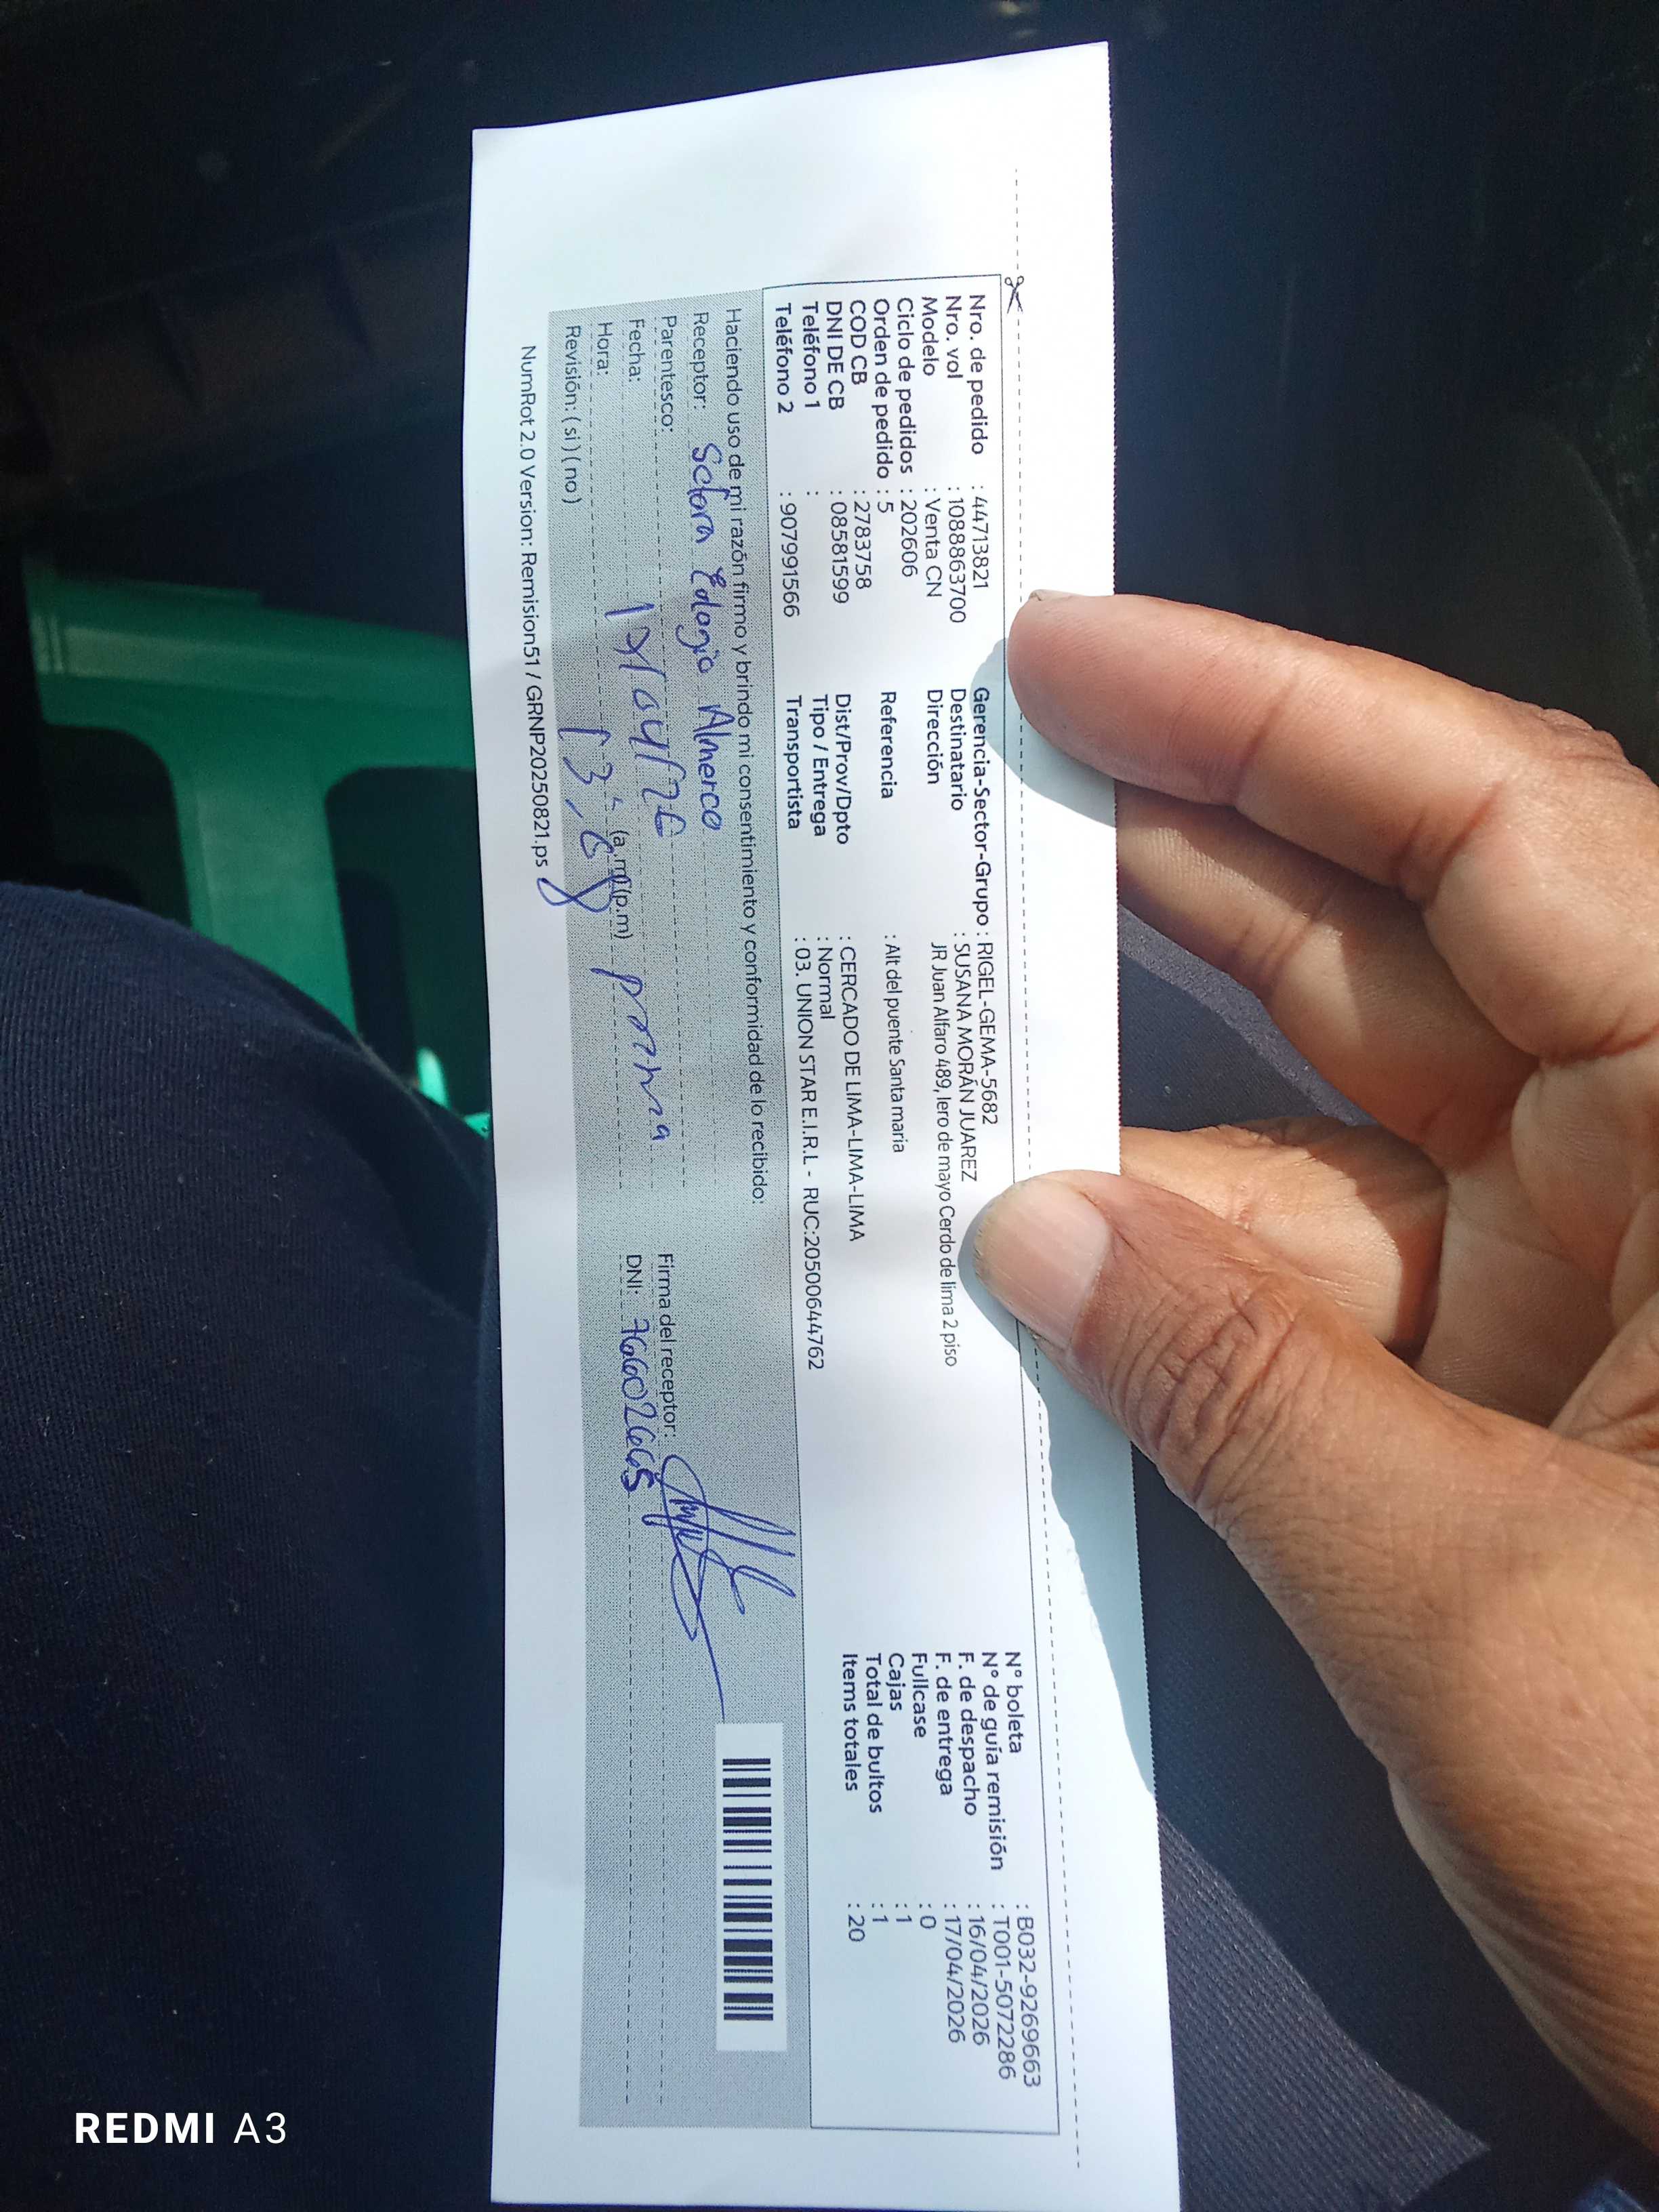 Nro. de pedido : 44713821
Nro. vol : 1088863700
Modelo : Venta CN
Ciclo de pedidos : 202606
Orden de pedido : 5
COD CB : 2783758
DNI DE CB : 08581599
Teléfono 1 :
Teléfono 2 : 907991566
Gerencia-Sector-Grupo : RIGEL-GEMA-5682
Destinatario : SUSANA MORÁN JUAREZ
Dirección JR Juan Alfaro 489, lero de mayo Cerdo de lima 2 piso
Referencia : Alt del puente Santa maria
Dist/Prov/Dpto : CERCADO DE LIMA-LIMA-LIMA
Tipo / Entrega : Normal
Transportista : 03. UNION STAR E.I.R.L - RUC:20500644762
N° boleta : B032-9269663
N° de guía remisión : T001-5072286
F. de despacho : 16/04/2026
F. de entrega : 17/04/2026
Fullcase : 0
Cajas : 1
Total de bultos : 1
Items totales : 20
Haciendo uso de mi razón firmo y brindo mi consentimiento y conformidad de lo recibido:
Receptor: Almerco
Parentesco:
Fecha: 17/04/26
Hora: (a.m) (p.m)
Revisión: ( si ) ( no )
Firma del receptor:
DNI: 76602665
NumRot 2.0 Version: Remision51 / GRNP20250821.ps
REDMI A3